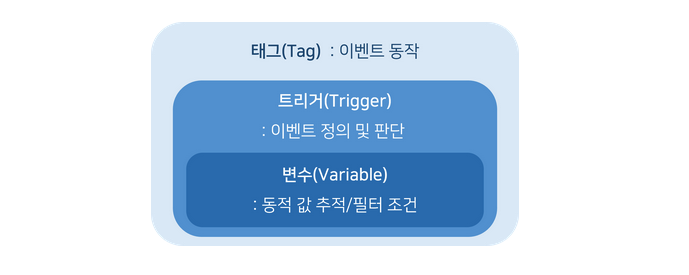 태그(Tag) : 이벤트 동작
트리거(Trigger)
: 이벤트 정의 및 판단
변수(Variable)
: 동적 값 추적/필터 조건